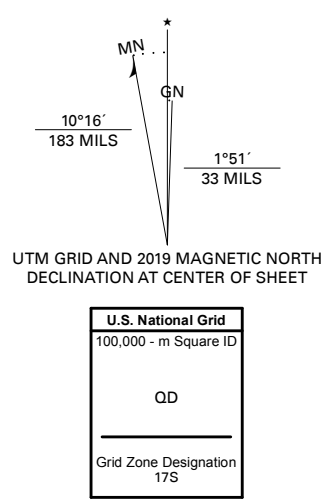 MN
GN
10°16´
183 MILS
1°51´
33 MILS
UTM GRID AND 2019 MAGNETIC NORTH
DECLINATION AT CENTER OF SHEET
U.S. National Grid
100,000 - m Square ID
QD
Grid Zone Designation
17S